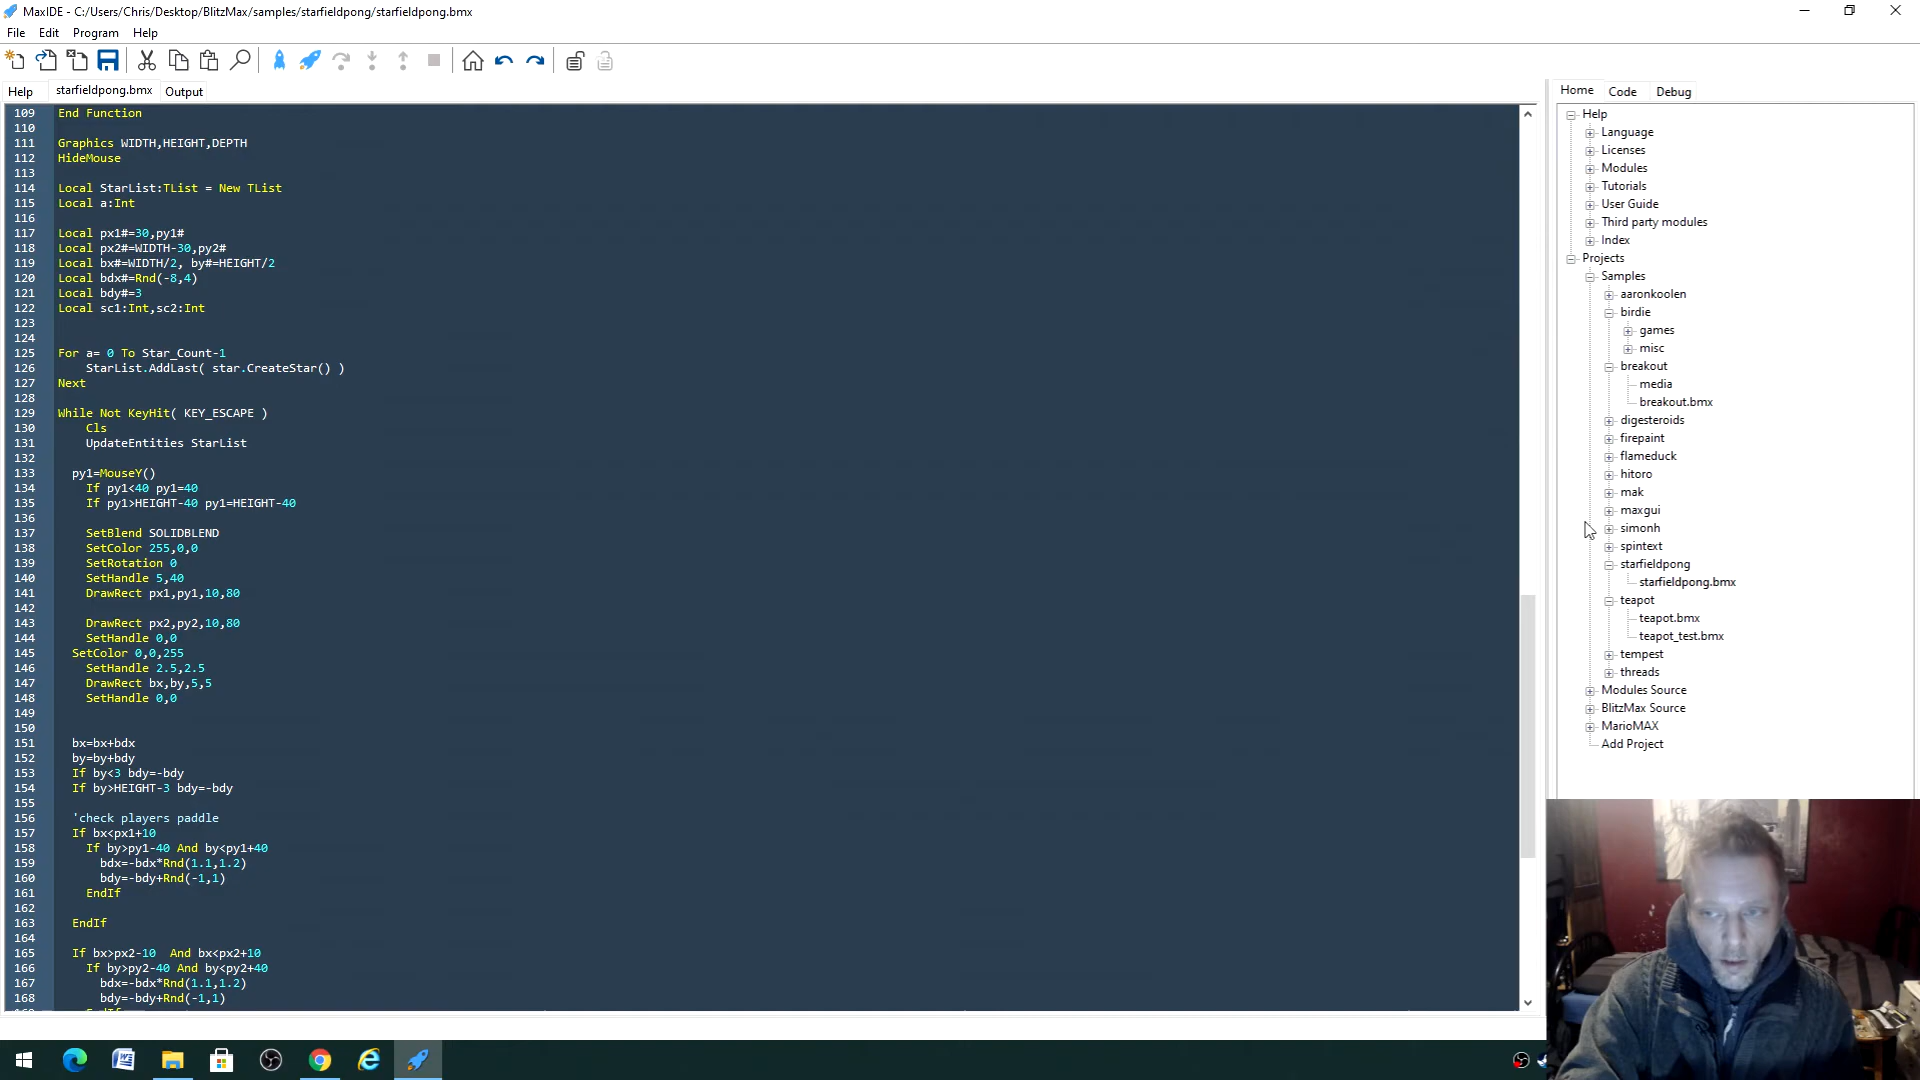 MaxIDE - C:/Users/Chris/Desktop/BlitzMax/samples/starfieldpong/starfieldpong.bmx
File Edit Program Help
Help starfieldpong.bmx Output
109 End Function
110
111 Graphics WIDTH,HEIGHT,DEPTH
112 HideMouse
113
114 Local StarList:TList = New TList
115 Local a:Int
116
117 Local px1#=30,py1#
118 Local px2#=WIDTH-30,py2#
119 Local bx#=WIDTH/2, by#=HEIGHT/2
120 Local bdx#=Rnd(-8,4)
121 Local bdy#=3
122 Local sc1:Int,sc2:Int
123
124
125 For a= 0 To Star_Count-1
126 StarList.AddLast( star.CreateStar() )
127 Next
128
129 While Not KeyHit( KEY_ESCAPE )
130 Cls
131 UpdateEntities StarList
132
133 py1=MouseY()
134 If py1<40 py1=40
135 If py1>HEIGHT-40 py1=HEIGHT-40
136
137 SetBlend SOLIDBLEND
138 SetColor 255,0,0
139 SetRotation 0
140 SetHandle 5,40
141 DrawRect px1,py1,10,80
142
143 DrawRect px2,py2,10,80
144 SetHandle 0,0
145 SetColor 0,0,255
146 SetHandle 2.5,2.5
147 DrawRect bx,by,5,5
148 SetHandle 0,0
149
150
151 bx=bx+bdx
152 by=by+bdy
153 If by<3 bdy=-bdy
154 If by>HEIGHT-3 bdy=-bdy
155
156 'check players paddle
157 If bx<px1+10
158 If by>py1-40 And by<py1+40
159 bdx=-bdx*Rnd(1.1,1.2)
160 bdy=-bdy+Rnd(-1,1)
161 EndIf
162
163 EndIf
164
165 If bx>px2-10  And bx<px2+10
166 If by>py2-40 And by<py2+40
167 bdx=-bdx*Rnd(1.1,1.2)
168 bdy=-bdy+Rnd(-1,1)
Home Code Debug
Help
Language
Licenses
Modules
Tutorials
User Guide
Third party modules
Index
Projects
Samples
aaronkoolen
birdie
games
misc
breakout
media
breakout.bmx
digesteroids
firepaint
flameduck
hitoro
mak
maxgui
simonh
spintext
starfieldpong
starfieldpong.bmx
teapot
teapot.bmx
teapot_test.bmx
tempest
threads
Modules Source
BlitzMax Source
MarioMAX
Add Project